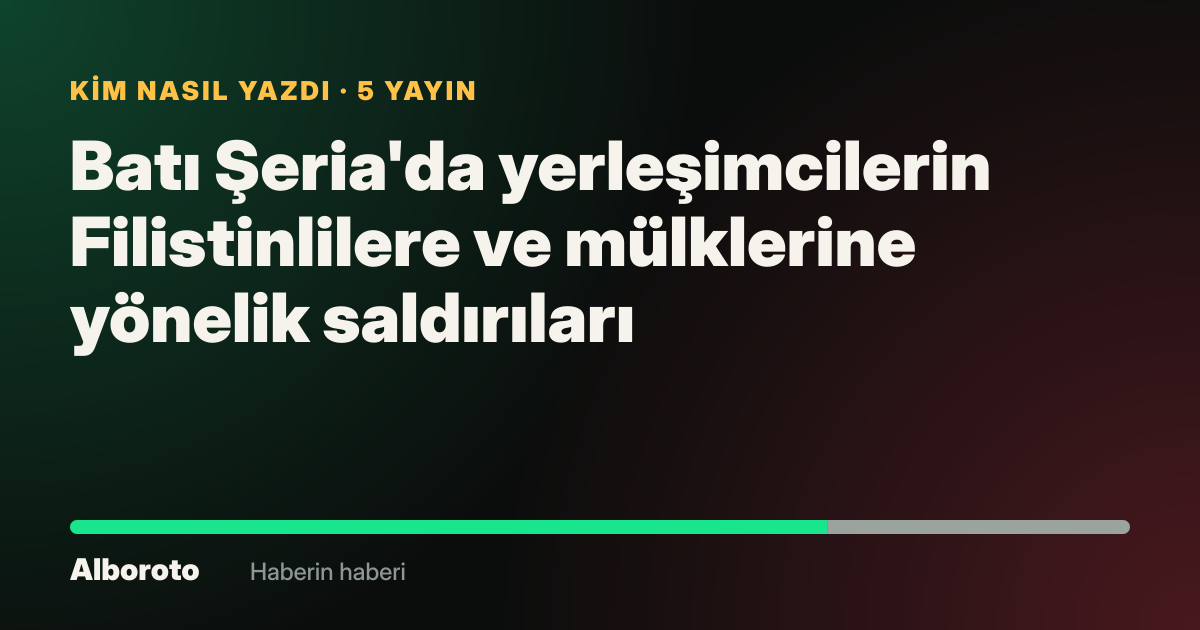 KİM NASIL YAZDI · 5 YAYIN
Batı Şeria'da yerleşimcilerin
Filistinlilere ve mülklerine
yönelik saldırıları
Alboroto
Haberin haberi